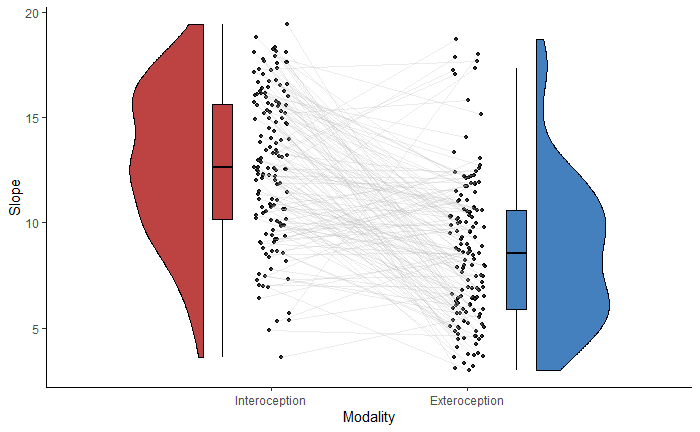 20
15
10
5
Slope
Interoception
Exteroception
Modality